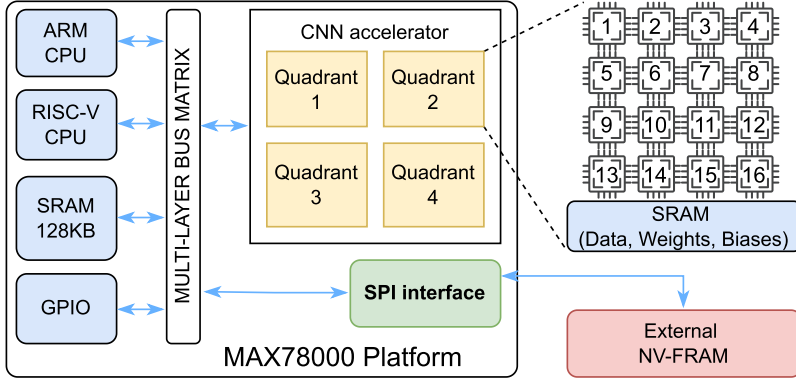 ARM
CPU
RISC-V
CPU
SRAM
128KB
GPIO
MULTI-LAYER BUS MATRIX
CNN accelerator
Quadrant
1
Quadrant
2
Quadrant
3
Quadrant
4
SPI interface
MAX78000 Platform
1 2 3 4
5 6 7 8
9 10 11 12
13 14 15 16
SRAM
(Data, Weights, Biases)
External
NV-FRAM